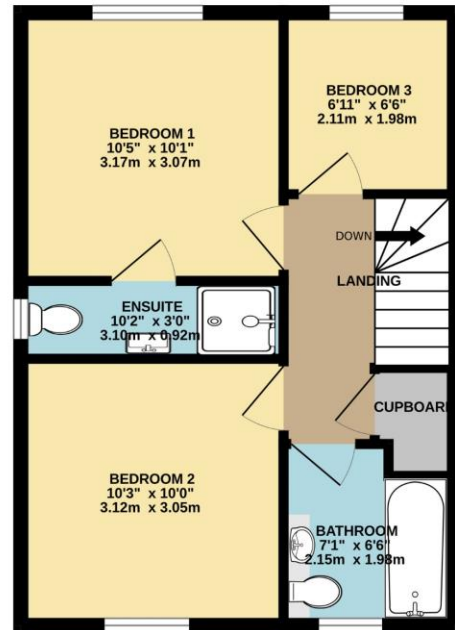 BEDROOM 1
10'5" x 10'1"
3.17m x 3.07m
BEDROOM 3
6'11" x 6'6"
2.11m x 1.98m
DOWN
LANDING
ENSUITE
10'2" x 3'0"
3.10m x 0.92m
CUPBOAR
BEDROOM 2
10'3" x 10'0"
3.12m x 3.05m
BATHROOM
7'1" x 6'6"
2.15m x 1.98m